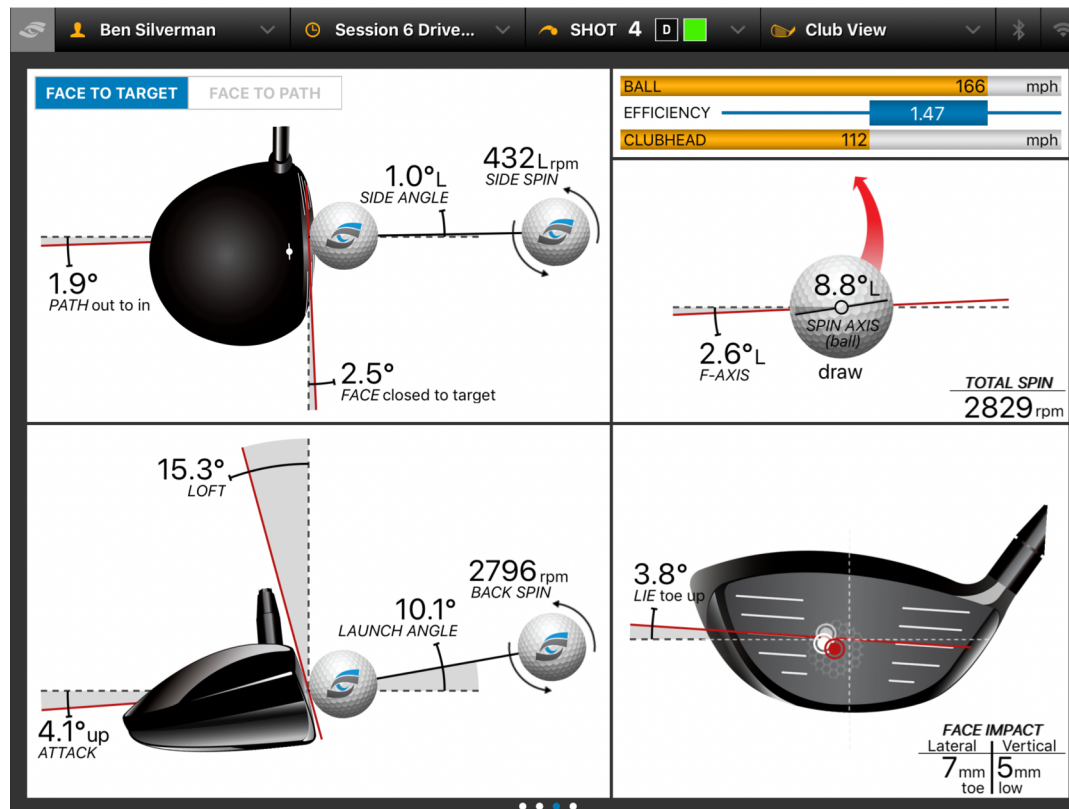 Ben Silverman
Session 6 Drive...
SHOT 4 D
Club View
FACE TO TARGET
FACE TO PATH
432L rpm
SIDE SPIN
1.0°L
SIDE ANGLE
1.9°
PATH out to in
2.5°
FACE closed to target
BALL 166 mph
EFFICIENCY 1.47
CLUBHEAD 112 mph
8.8°L
SPIN AXIS
(ball)
draw
2.6°L
F-AXIS
TOTAL SPIN
2829 rpm
15.3°
LOFT
2796 rpm
BACK SPIN
10.1°
LAUNCH ANGLE
4.1° up
ATTACK
3.8°
LIE toe up
FACE IMPACT
Lateral Vertical
7mm 5mm
toe low